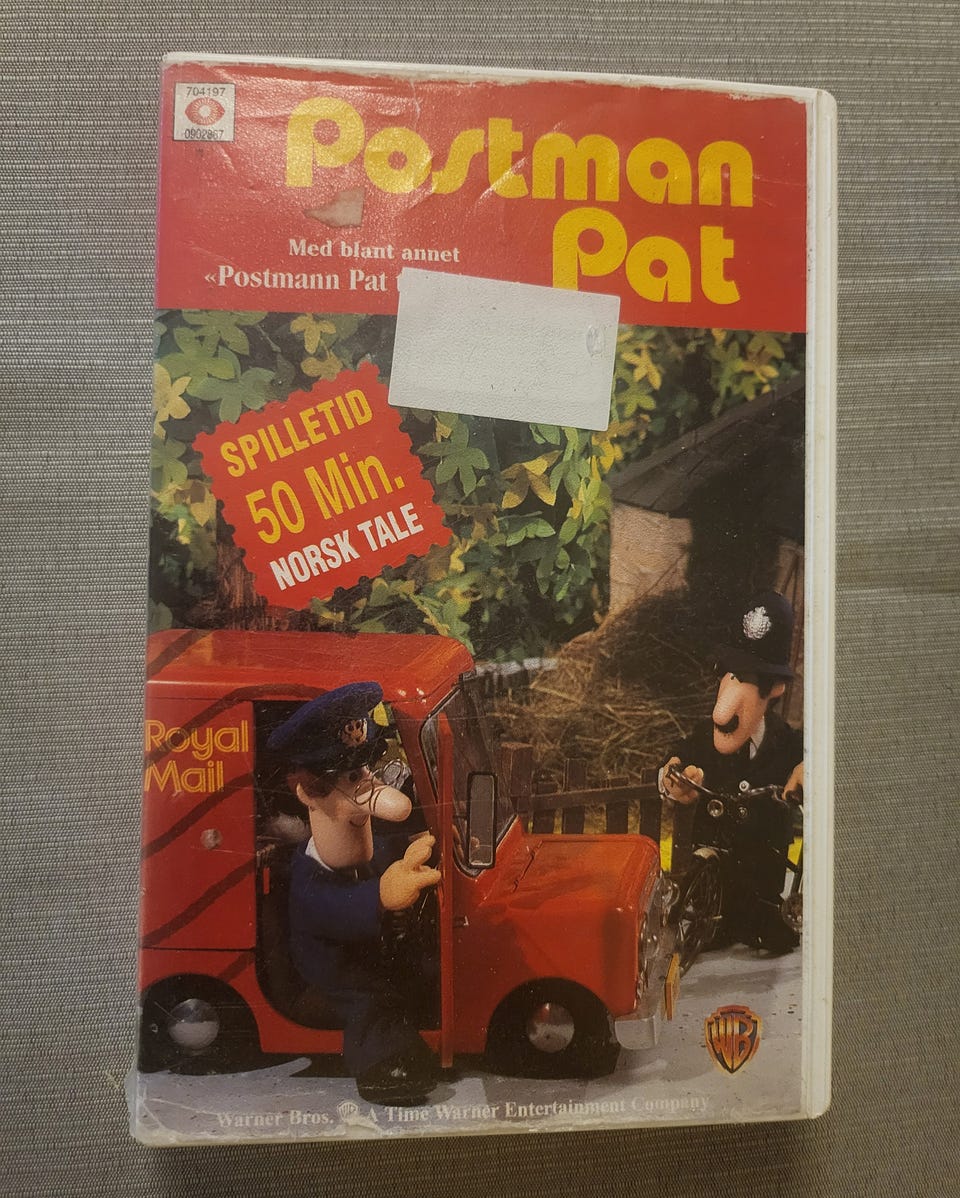 704197
0902867
Postman
Pat
Med blant annet
«Postmann Pat
SPILLETID
50 Min.
NORSK TALE
Royal
Mail
WB
Warner Bros. A Time Warner Entertainment Company